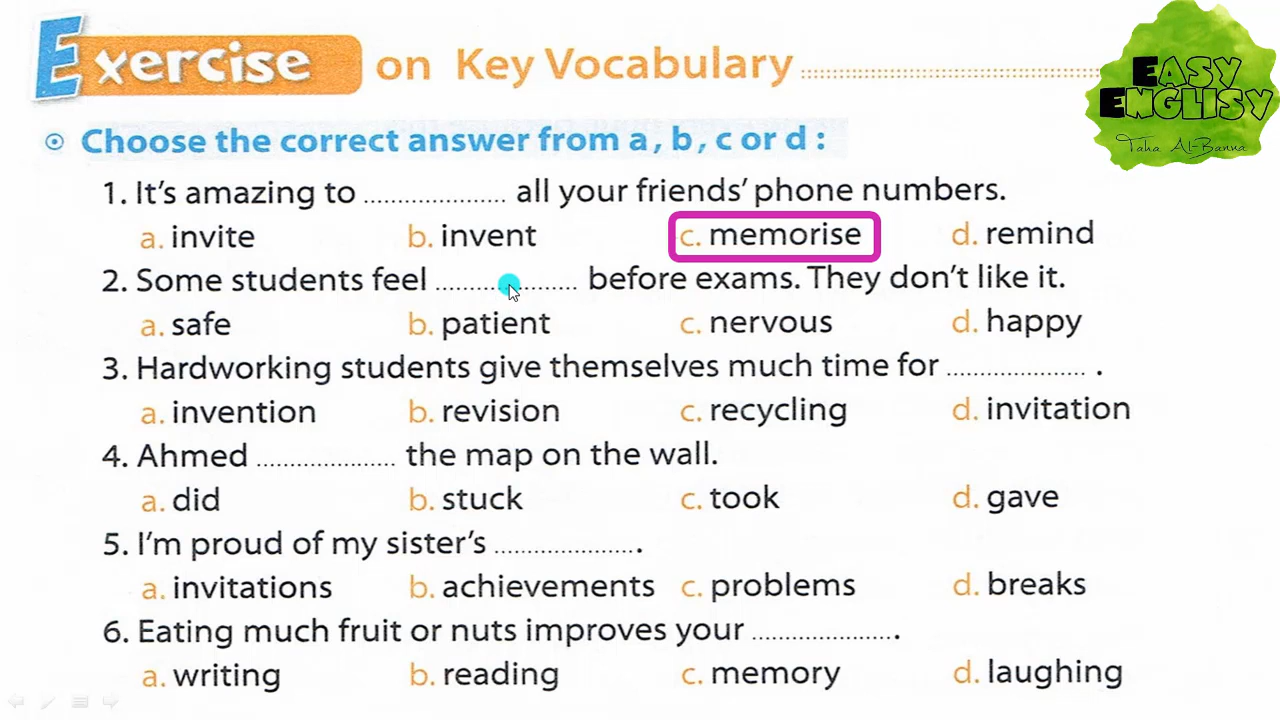 Exercise on Key Vocabulary
EASY
ENGLISY
Taha Al-Banna
Choose the correct answer from a, b, c or d :
1. It's amazing to .................... all your friends' phone numbers.
a. invite b. invent c. memorise d. remind
2. Some students feel .................... before exams. They don't like it.
a. safe b. patient c. nervous d. happy
3. Hardworking students give themselves much time for .................... .
a. invention b. revision c. recycling d. invitation
4. Ahmed .................... the map on the wall.
a. did b. stuck c. took d. gave
5. I'm proud of my sister's .................... .
a. invitations b. achievements c. problems d. breaks
6. Eating much fruit or nuts improves your .................... .
a. writing b. reading c. memory d. laughing